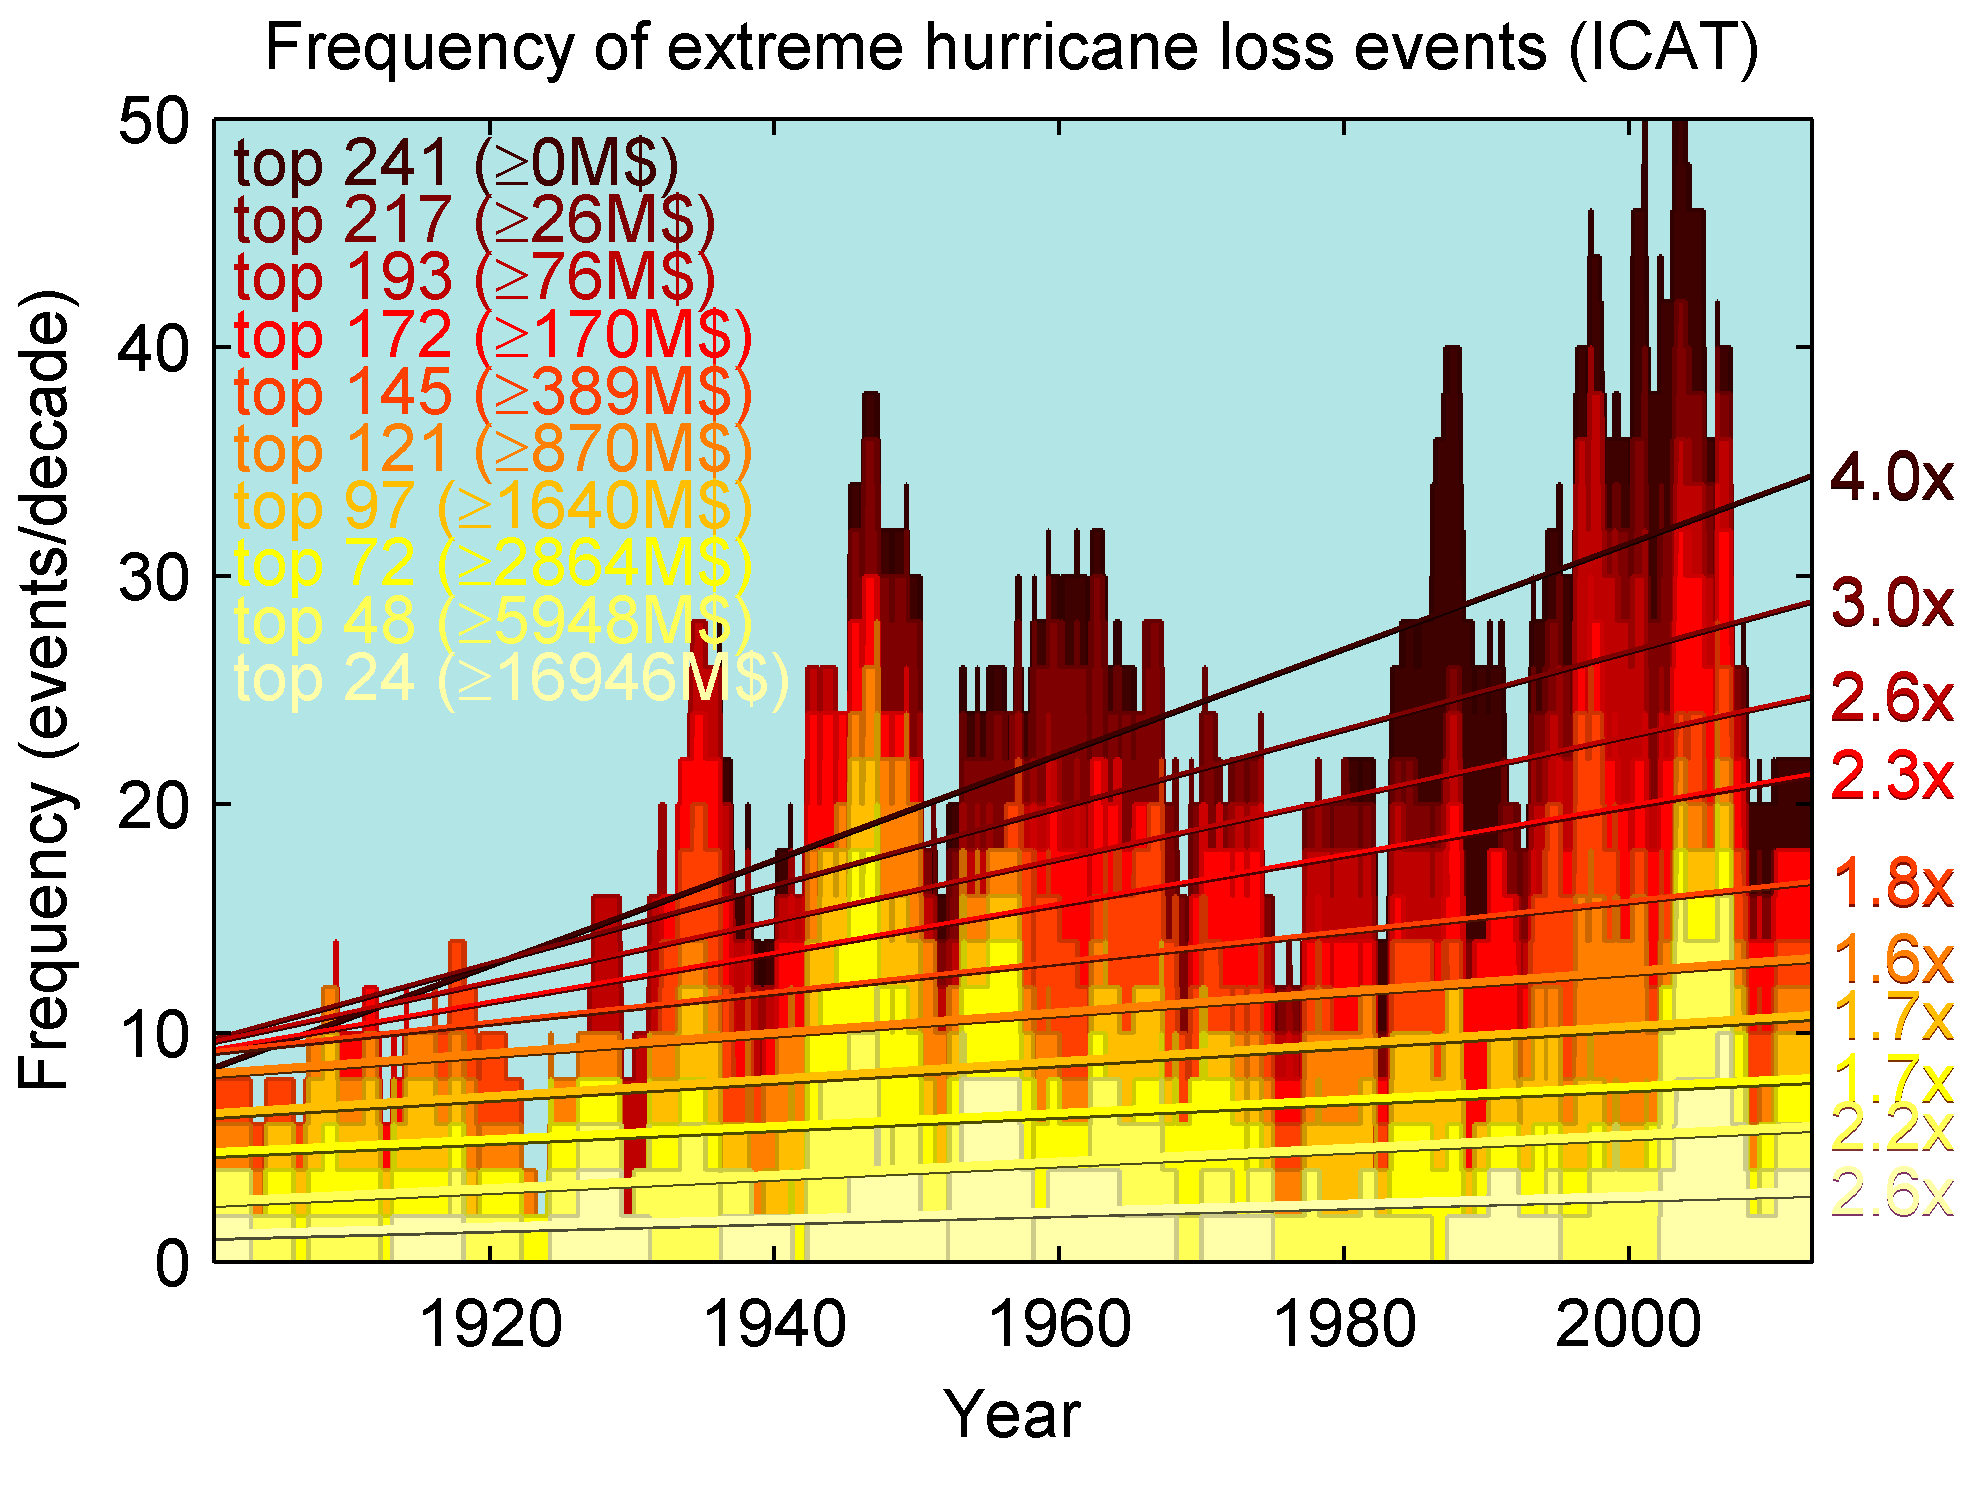 Frequency of extreme hurricane loss events (ICAT)
50
40
30
20
10
0
Frequency (events/decade)
top 241 (≥0M$)
top 217 (≥26M$)
top 193 (≥76M$)
top 172 (≥170M$)
top 145 (≥389M$)
top 121 (≥870M$)
top 97 (≥1640M$)
top 72 (≥2864M$)
top 48 (≥5948M$)
top 24 (≥16946M$)
4.0x
3.0x
2.6x
2.3x
1.8x
1.6x
1.7x
1.7x
2.2x
2.6x
1920 1940 1960 1980 2000
Year